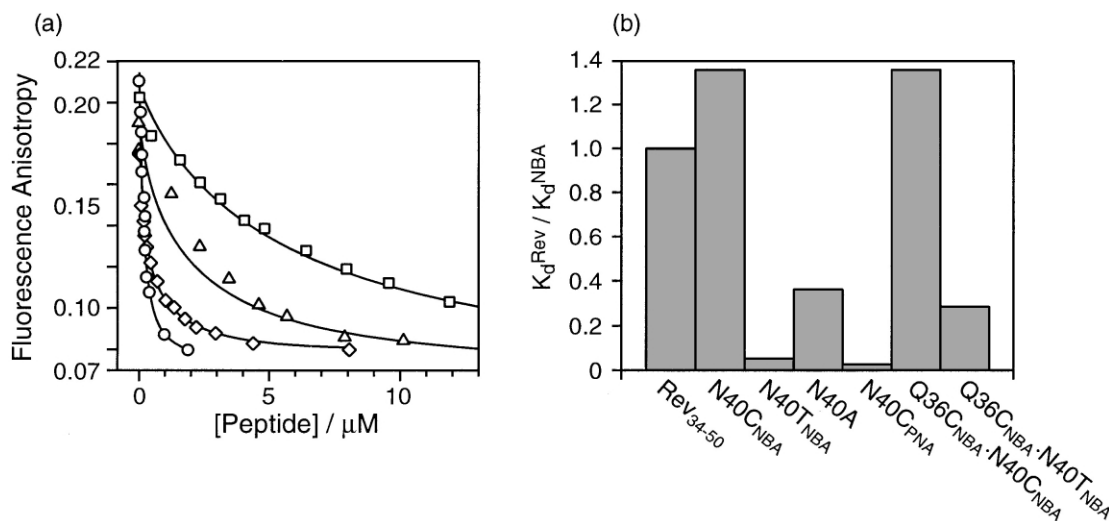 (a)
Fluorescence Anisotropy
0.22
0.20
0.15
0.10
0.07
0
5
10
[Peptide] / μM
(b)
K_d^Rev / K_d^NBA
1.4
1.2
1.0
0.8
0.6
0.4
0.2
0
Rev₃₄₋₅₀
N40C_NBA
N40T_NBA
N40A
N40C_PNA
Q36C_NBA·N40C_NBA
Q36C_NBA·N40T_NBA